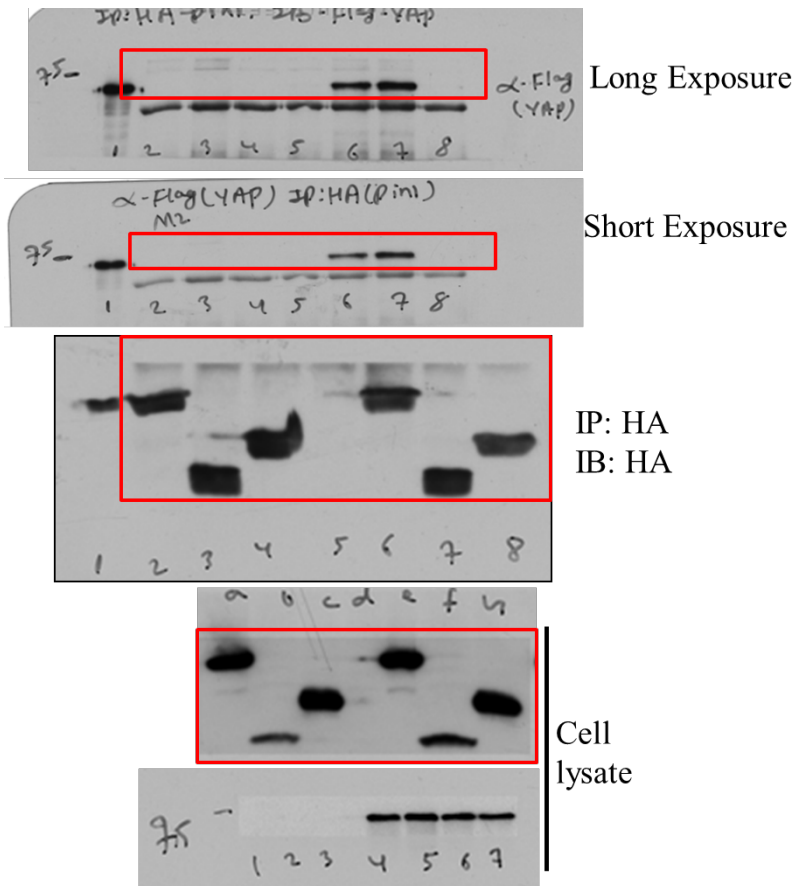 IP:HA-Pin1. IB-Flag-YAP
75-
α-Flag
(YAP)
Long Exposure
1 2 3 4 5 6 7 8
α-Flag(YAP) IP:HA(Pin1)
M2
75-
Short Exposure
1 2 3 4 5 6 7 8
IP: HA
IB: HA
1 2 3 4 5 6 7 8
a b c d e f g
Cell
lysate
75 -
1 2 3 4 5 6 7